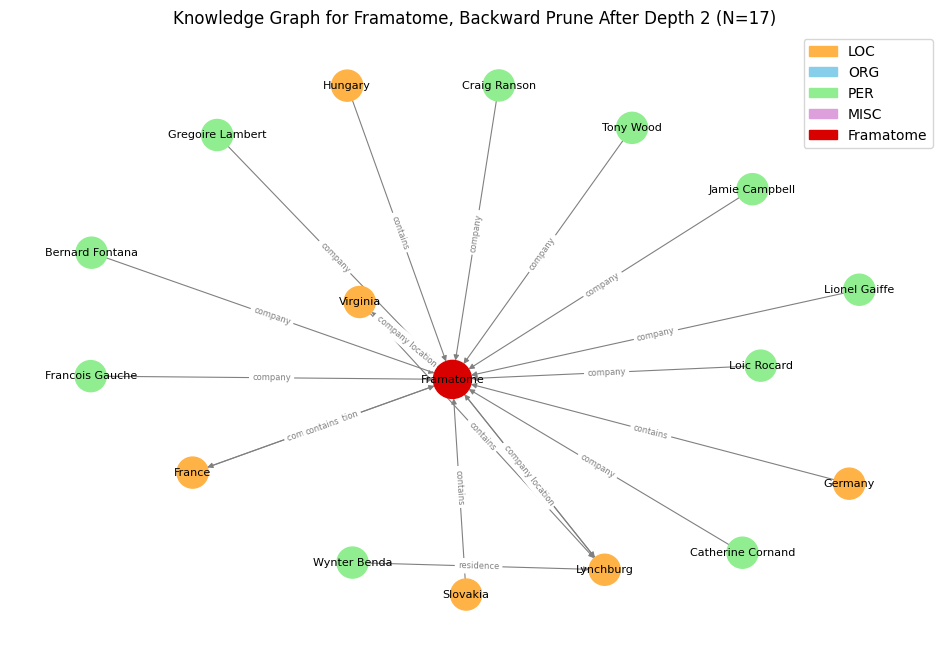 Knowledge Graph for Framatome, Backward Prune After Depth 2 (N=17)
LOC
ORG
PER
MISC
Framatome
Hungary
Craig Ranson
Tony Wood
Gregoire Lambert
Jamie Campbell
contains
company
company
company
Bernard Fontana
company
Lionel Gaiffe
Virginia
company
company location
company
Loic Rocard
Francois Gauche
company
Framatome
company
contains
contains
company location
contains
company
France
contains
Germany
Catherine Cornand
Wynter Benda
residence
Lynchburg
Slovakia